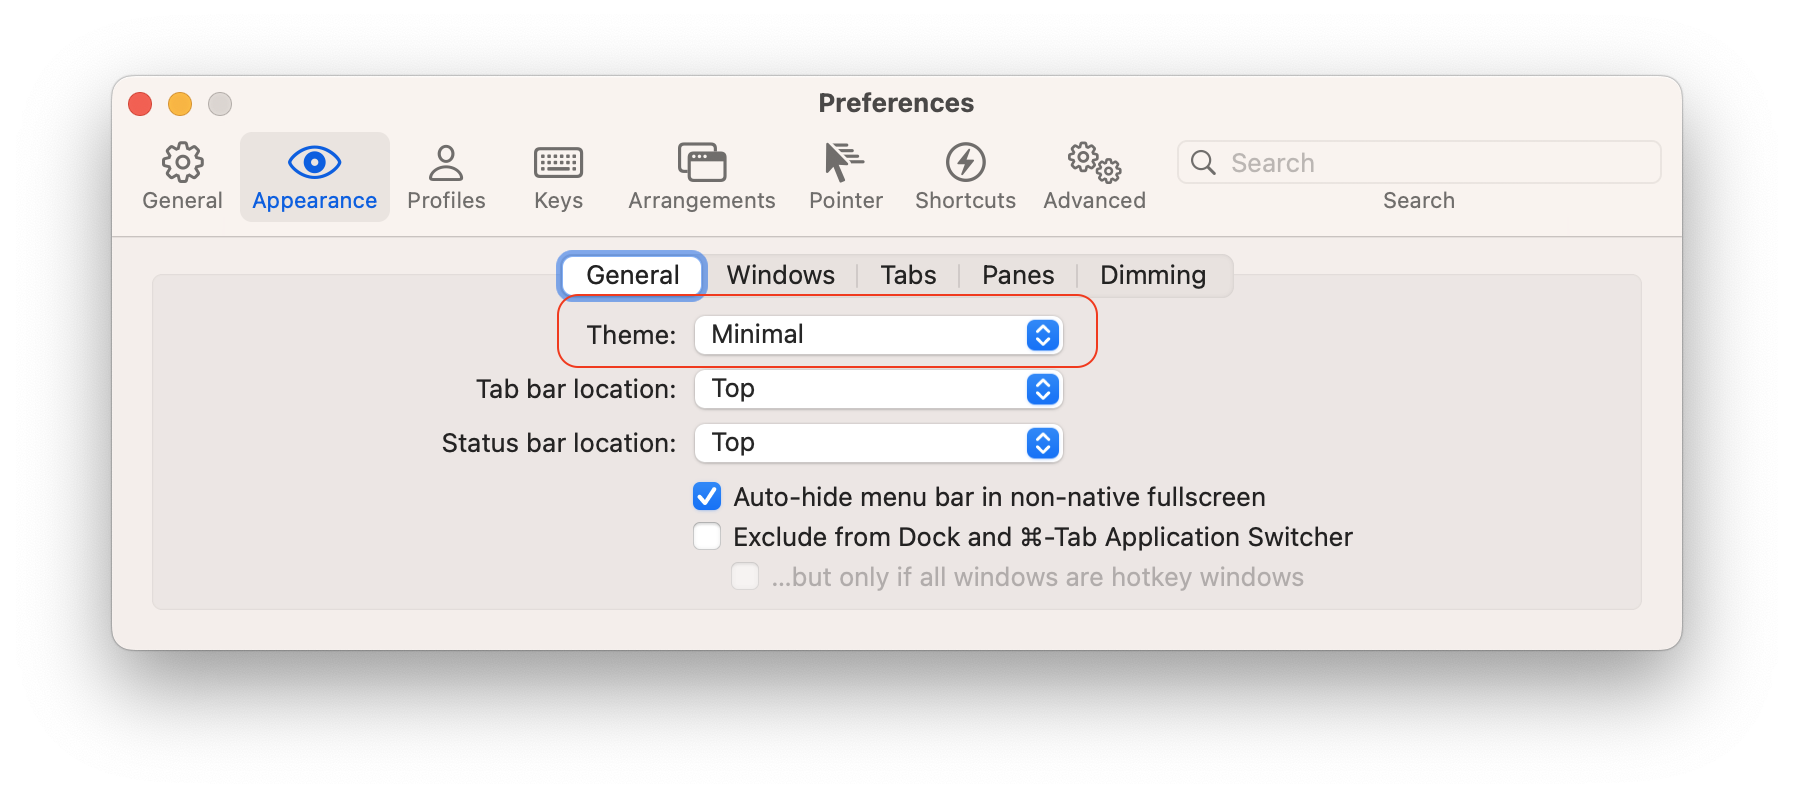 Preferences
General
Appearance
Profiles
Keys
Arrangements
Pointer
Shortcuts
Advanced
Search
Search
General
Windows
Tabs
Panes
Dimming
Theme: Minimal
Tab bar location: Top
Status bar location: Top
Auto-hide menu bar in non-native fullscreen
Exclude from Dock and ⌘-Tab Application Switcher
...but only if all windows are hotkey windows